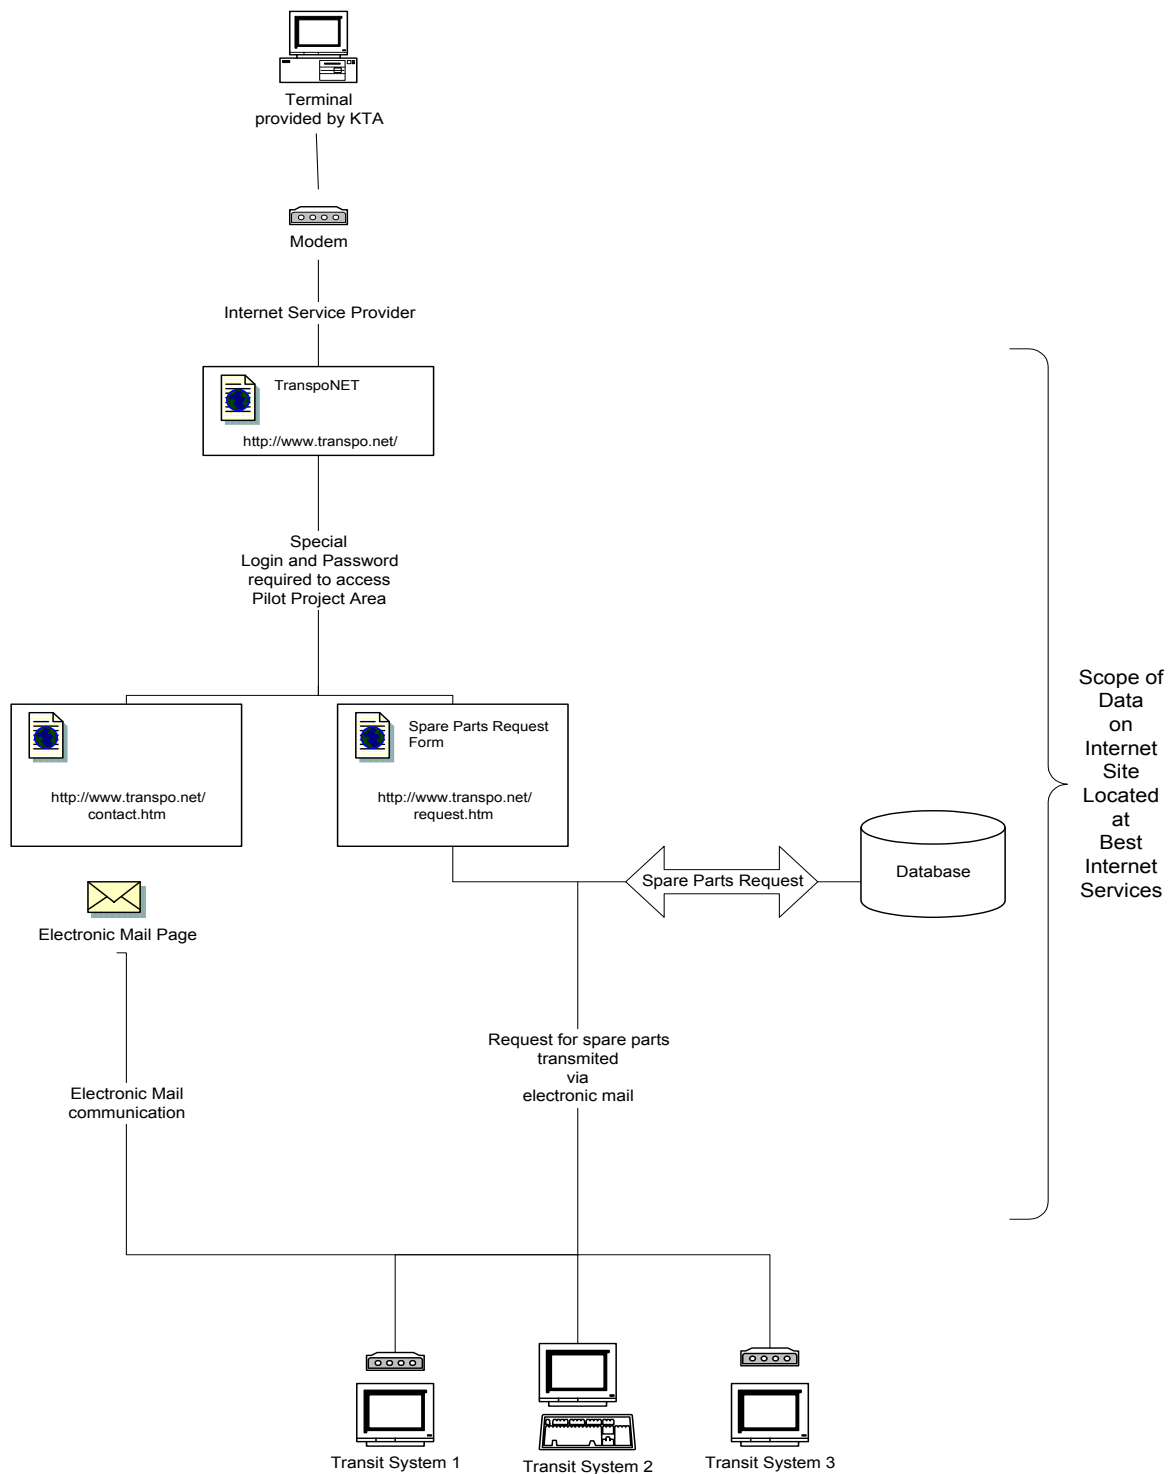 Terminal
provided by KTA
Modem
Internet Service Provider
TranspoNET
http://www.transpo.net/
Special
Login and Password
required to access
Pilot Project Area
http://www.transpo.net/
contact.htm
Spare Parts Request
Form
http://www.transpo.net/
request.htm
Spare Parts Request
Database
Scope of
Data
on
Internet
Site
Located
at
Best
Internet
Services
Electronic Mail Page
Electronic Mail
communication
Request for spare parts
transmited
via
electronic mail
Transit System 1
Transit System 2
Transit System 3